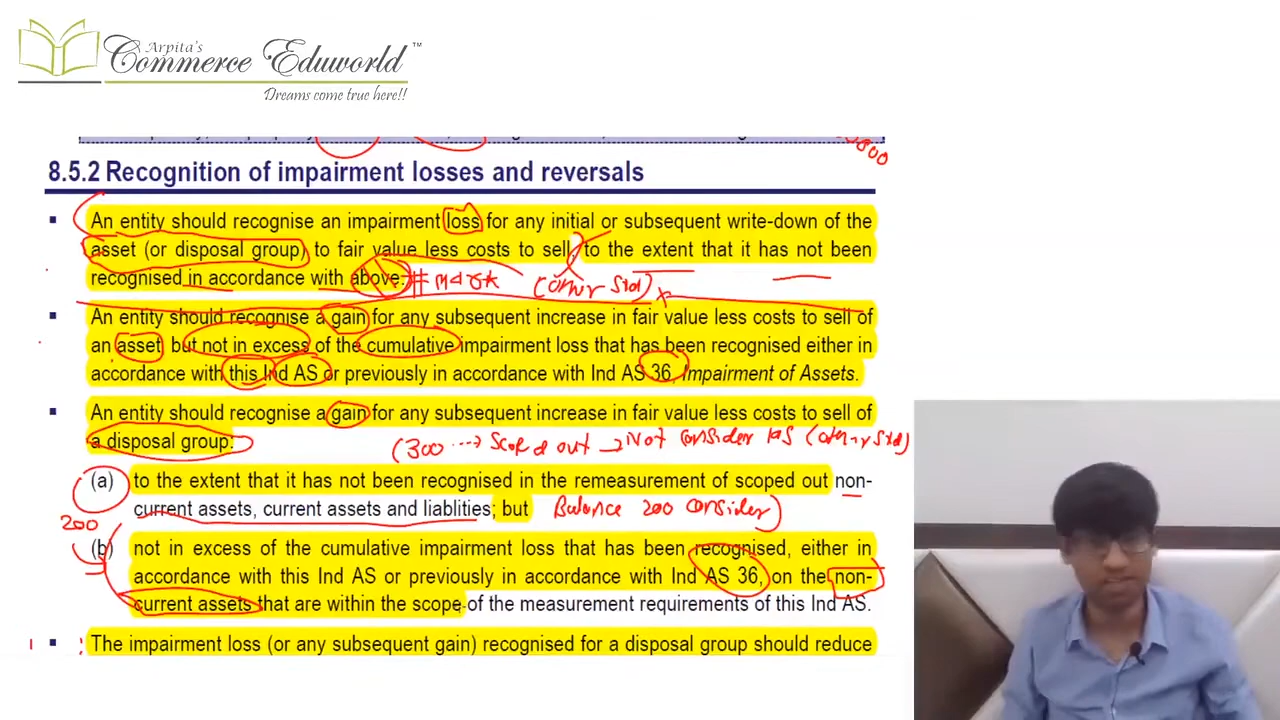 Arpita's
Commerce Eduworld™
Dreams come true here!!
800
8.5.2 Recognition of impairment losses and reversals
▪ An entity should recognise an impairment loss for any initial or subsequent write-down of the
asset (or disposal group) to fair value less costs to sell, to the extent that it has not been
recognised in accordance with above.
(other Std)
▪ An entity should recognise a gain for any subsequent increase in fair value less costs to sell of
an asset, but not in excess of the cumulative impairment loss that has been recognised either in
accordance with this Ind AS or previously in accordance with Ind AS 36, Impairment of Assets.
▪ An entity should recognise a gain for any subsequent increase in fair value less costs to sell of
a disposal group:
(300 ---> Scoped out → Not consider (other Std)
(a) to the extent that it has not been recognised in the remeasurement of scoped out non-
current assets, current assets and liablities; but
Balance 200 consider)
200
(b) not in excess of the cumulative impairment loss that has been recognised, either in
accordance with this Ind AS or previously in accordance with Ind AS 36, on the non-
current assets that are within the scope of the measurement requirements of this Ind AS.
▪ The impairment loss (or any subsequent gain) recognised for a disposal group should reduce